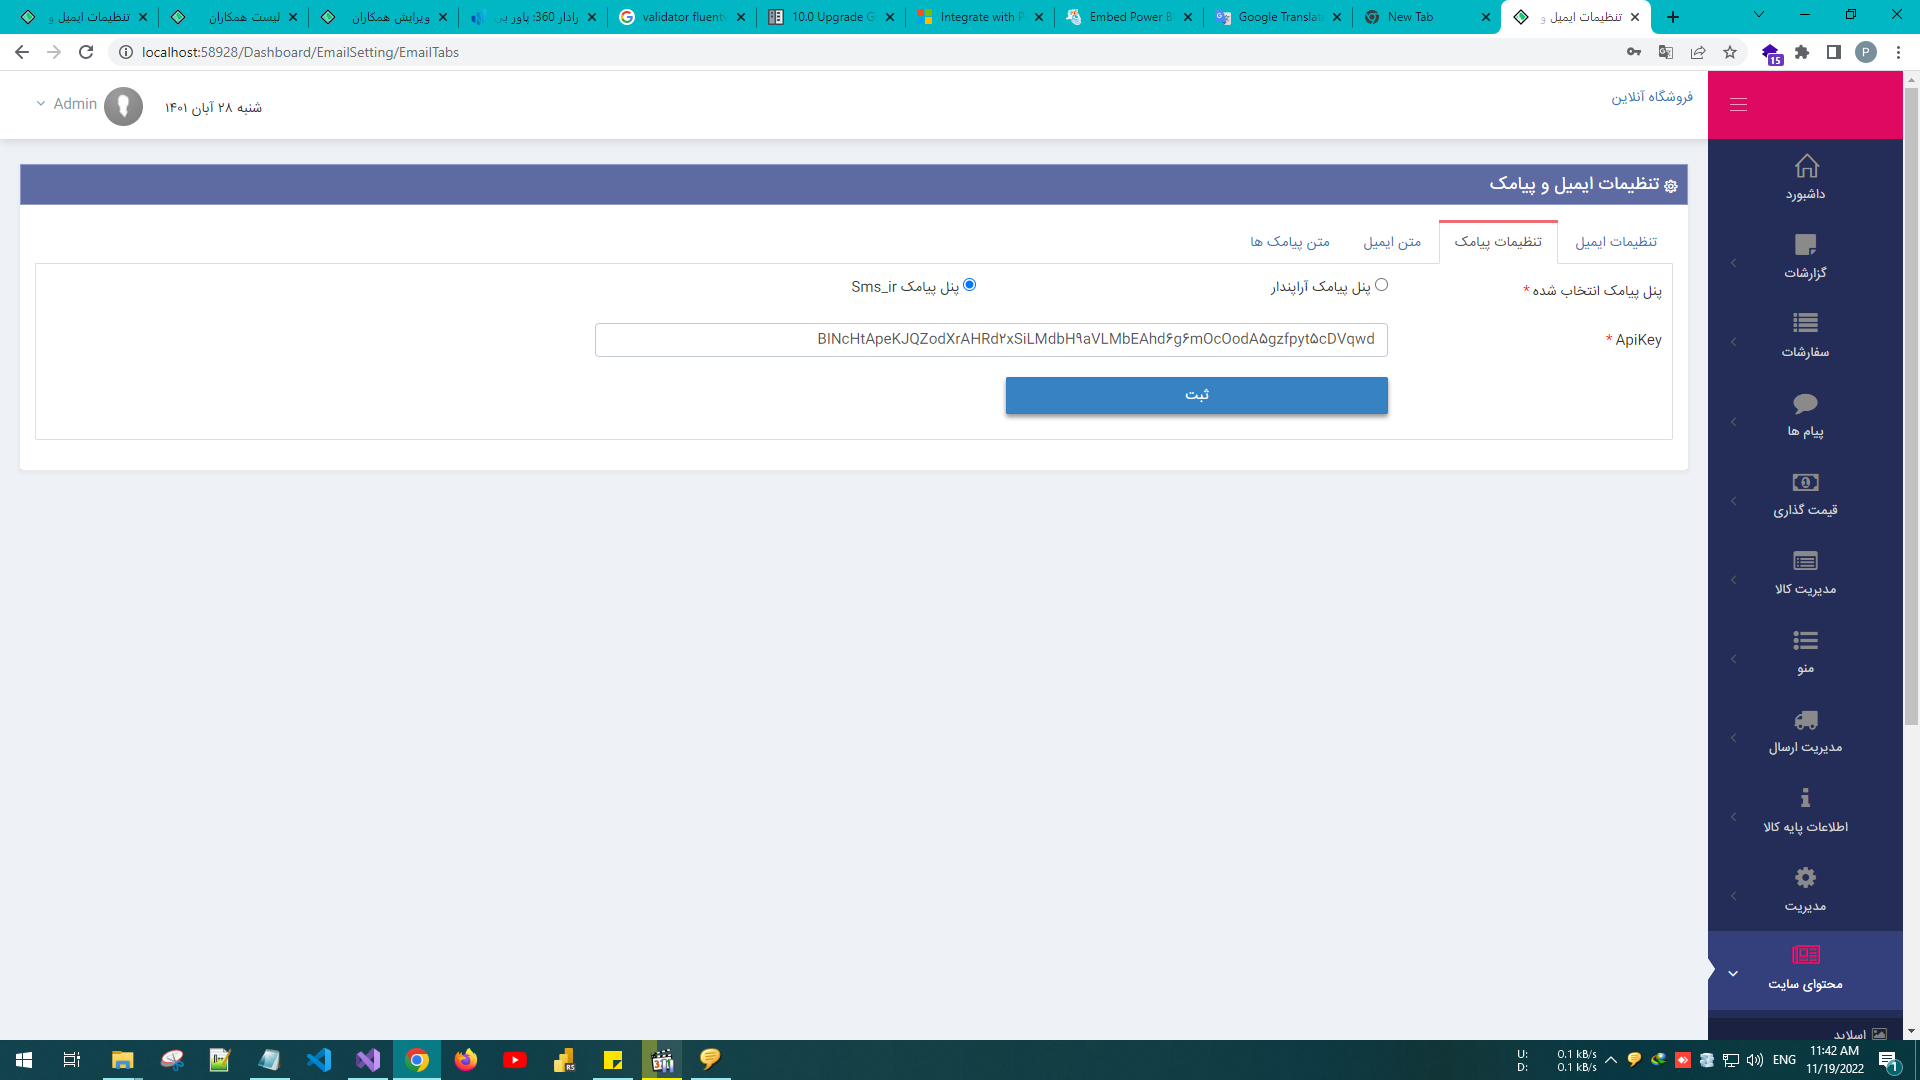 تنظیمات ایمیل و
لیست همکاران
ویرایش همکاران
رادار 360: پاور بی
validator fluent
10.0 Upgrade G
Integrate with P
Embed Power B
Google Translat
New Tab
تنظیمات ایمیل و
localhost:58928/Dashboard/EmailSetting/EmailTabs
15
P
Admin
شنبه ۲۸ آبان ۱۴۰۱
فروشگاه آنلاین
تنظیمات ایمیل و پیامک
تنظیمات ایمیل
تنظیمات پیامک
متن ایمیل
متن پیامک ها
پنل پیامک انتخاب شده *
پنل پیامک آراپندار
پنل پیامک Sms_ir
ApiKey *
BINcHtApeKJQZodXrAHRd۲xSiLMdbH۹aVLMbEAhd۶g۶mOcOodA۵gzfpyt۵cDVqwd
ثبت
داشبورد
گزارشات
سفارشات
پیام ها
قیمت گذاری
مدیریت کالا
منو
مدیریت ارسال
اطلاعات پایه کالا
مدیریت
محتوای سایت
اسلاید
U: 0.1 kB/s
D: 0.1 kB/s
ENG
11:42 AM
11/19/2022
1